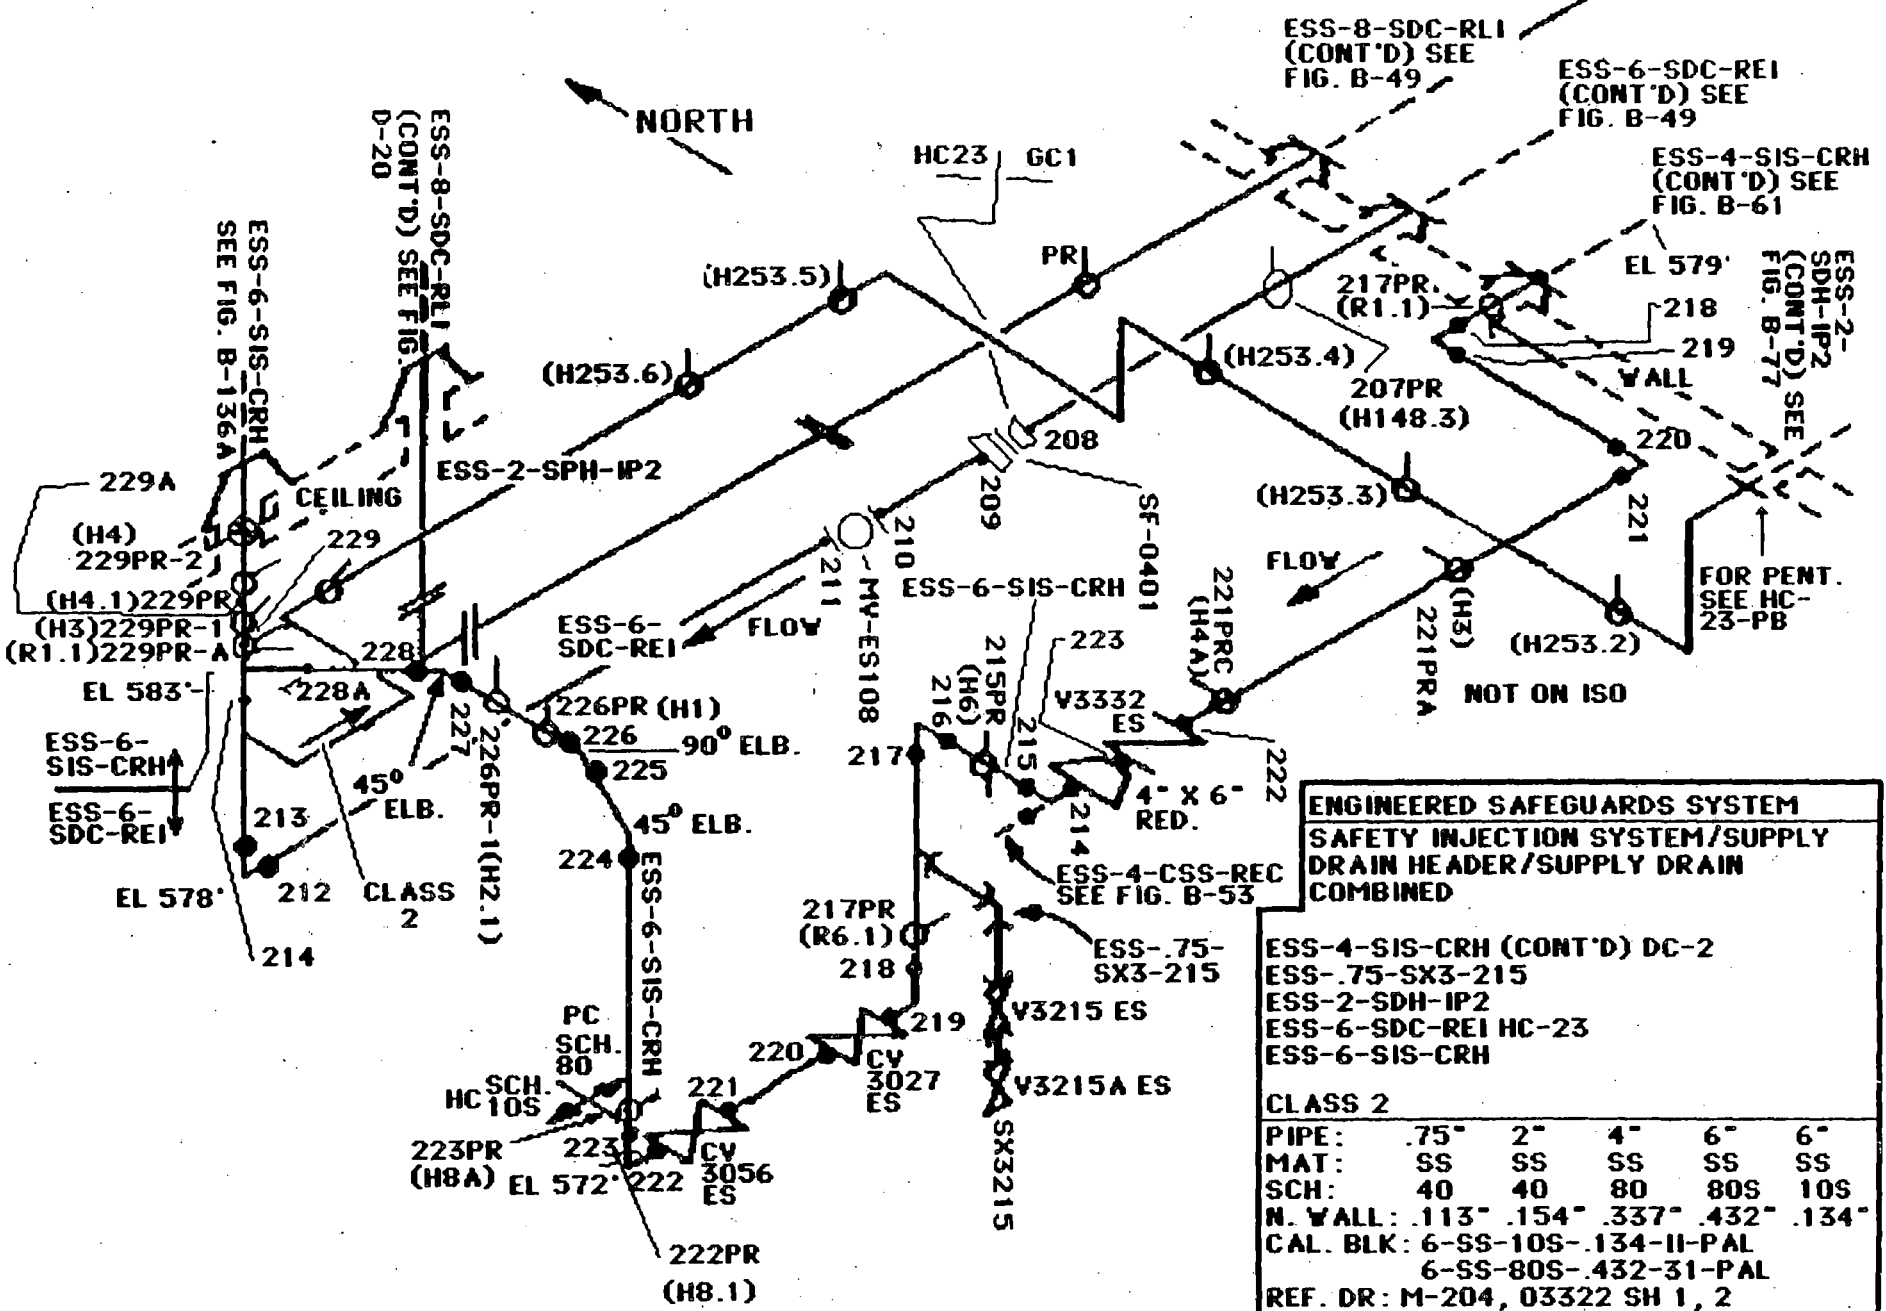 ESS-8-SDC-RLI
(CONT'D) SEE
FIG. B-49
ESS-6-SDC-REI
(CONT'D) SEE
FIG. B-49
ESS-4-SIS-CRH
(CONT'D) SEE
FIG. B-61
EL 579'
ESS-2-
SDH-IP2
(CONT'D) SEE
FIG. B-77
NORTH
HC23
GC1
ESS-8-SDC-RLI
(CONT'D) SEE FIG.
D-20
ESS-6-SIS-CRH
SEE FIG. B-136A
(H253.5)
PR
217PR
(R1.1)
218
219
WALL
(H253.6)
(H253.4)
207PR
(H148.3)
208
220
229A
CEILING
ESS-2-SPH-IP2
209
SF-0401
(H253.3)
221
(H4)
229PR-2
229
210
211
MV-ES108
FLOW
(H4.1)229PR
(H3)229PR-1
(R1.1)229PR-A
ESS-6-
SDC-REI
FLOW
ESS-6-SIS-CRH
221PRC
(H4A)
(H3)
221PRA
(H253.2)
FOR PENT.
SEE HC-
23-PB
228
EL 583'
228A
227
226PR (H1)
226
90° ELB.
225
226PR-1(H2.1)
217
216
215PR
(H6)
215
223
V3332
ES
222
NOT ON ISO
ESS-6-
SIS-CRH
ESS-6-
SDC-REI
45°
ELB.
213
EL 578'
212
CLASS
2
214
45° ELB.
224
ESS-6-SIS-CRH
4" X 6"
RED.
214
ESS-4-CSS-REC
SEE FIG. B-53
217PR
(R6.1)
218
ESS-.75-
SX3-215
219
V3215 ES
PC
SCH.
80
HC SCH.
10S
220
CV
3027
ES
V3215A ES
SX3215
221
223PR
(H8A)
223
EL 572'
222
CV
3056
ES
222PR
(H8.1)
ENGINEERED SAFEGUARDS SYSTEM
SAFETY INJECTION SYSTEM/SUPPLY
DRAIN HEADER/SUPPLY DRAIN
COMBINED
ESS-4-SIS-CRH (CONT'D) DC-2
ESS-.75-SX3-215
ESS-2-SDH-IP2
ESS-6-SDC-REI HC-23
ESS-6-SIS-CRH
CLASS 2
PIPE: .75" 2" 4" 6" 6"
MAT: SS SS SS SS SS
SCH: 40 40 80 80S 10S
N. WALL: .113" .154" .337" .432" .134"
CAL. BLK: 6-SS-10S-.134-11-PAL
6-SS-80S-.432-31-PAL
REF. DR: M-204, 03322 SH 1, 2